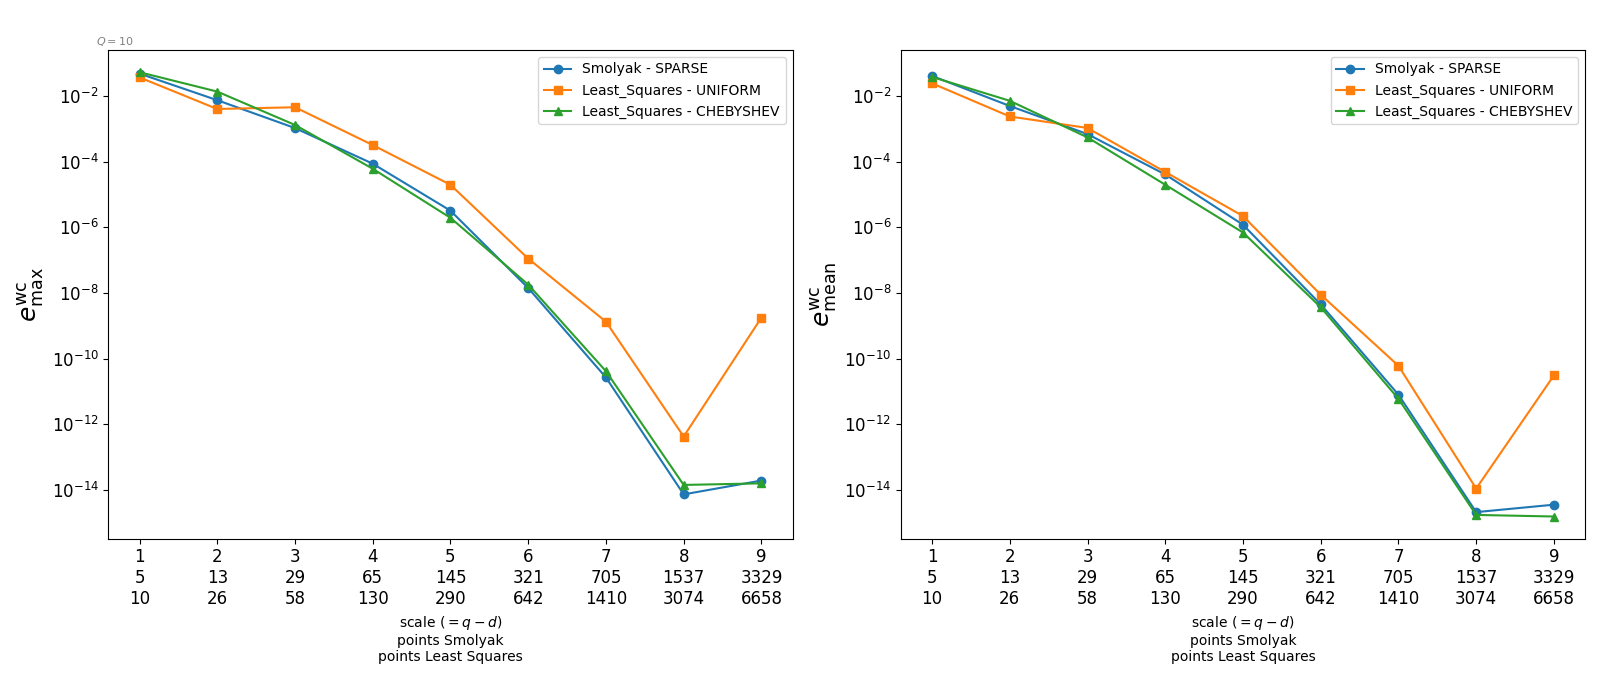 Q = 10
Smolyak - SPARSE
Least_Squares - UNIFORM
Least_Squares - CHEBYSHEV
10⁻²
10⁻⁴
10⁻⁶
10⁻⁸
10⁻¹⁰
10⁻¹²
10⁻¹⁴
e^wc_max
1 2 3 4 5 6 7 8 9
5 13 29 65 145 321 705 1537 3329
10 26 58 130 290 642 1410 3074 6658
scale (= q − d)
points Smolyak
points Least Squares
Smolyak - SPARSE
Least_Squares - UNIFORM
Least_Squares - CHEBYSHEV
10⁻²
10⁻⁴
10⁻⁶
10⁻⁸
10⁻¹⁰
10⁻¹²
10⁻¹⁴
e^wc_mean
1 2 3 4 5 6 7 8 9
5 13 29 65 145 321 705 1537 3329
10 26 58 130 290 642 1410 3074 6658
scale (= q − d)
points Smolyak
points Least Squares